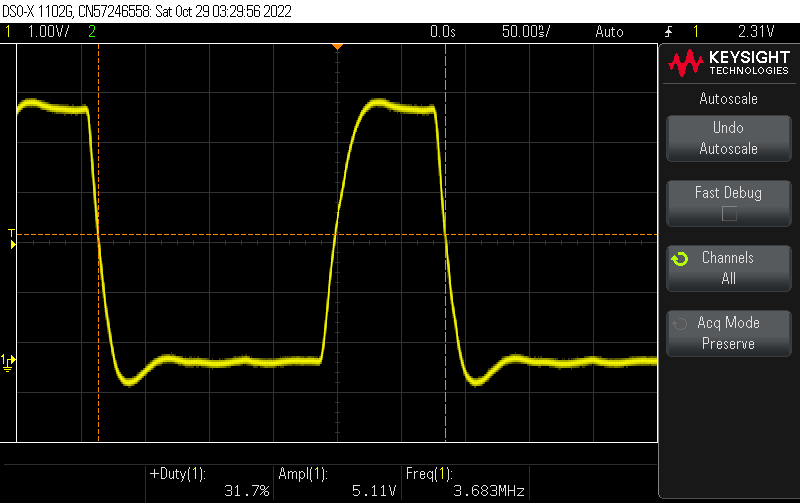 DSO-X 1102G, CN57246558: Sat Oct 29 03:29:56 2022
1 1.00V/ 2 0.0s 50.00ns/ Auto 1 2.31V
KEYSIGHT
TECHNOLOGIES
Autoscale
Undo
Autoscale
Fast Debug
Channels
All
Acq Mode
Preserve
T
1
+Duty(1): Ampl(1): Freq(1):
31.7% 5.11V 3.683MHz